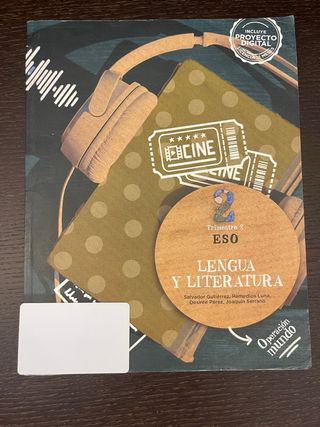 INCLUYE
PROYECTO
DIGITAL
CINE
2
Trimestre
ESO
LENGUA
Y LITERATURA
Salvador Gutiérrez, Remedios Luna,
Desirée Pérez, Joaquín Serrano
Operación
mundo